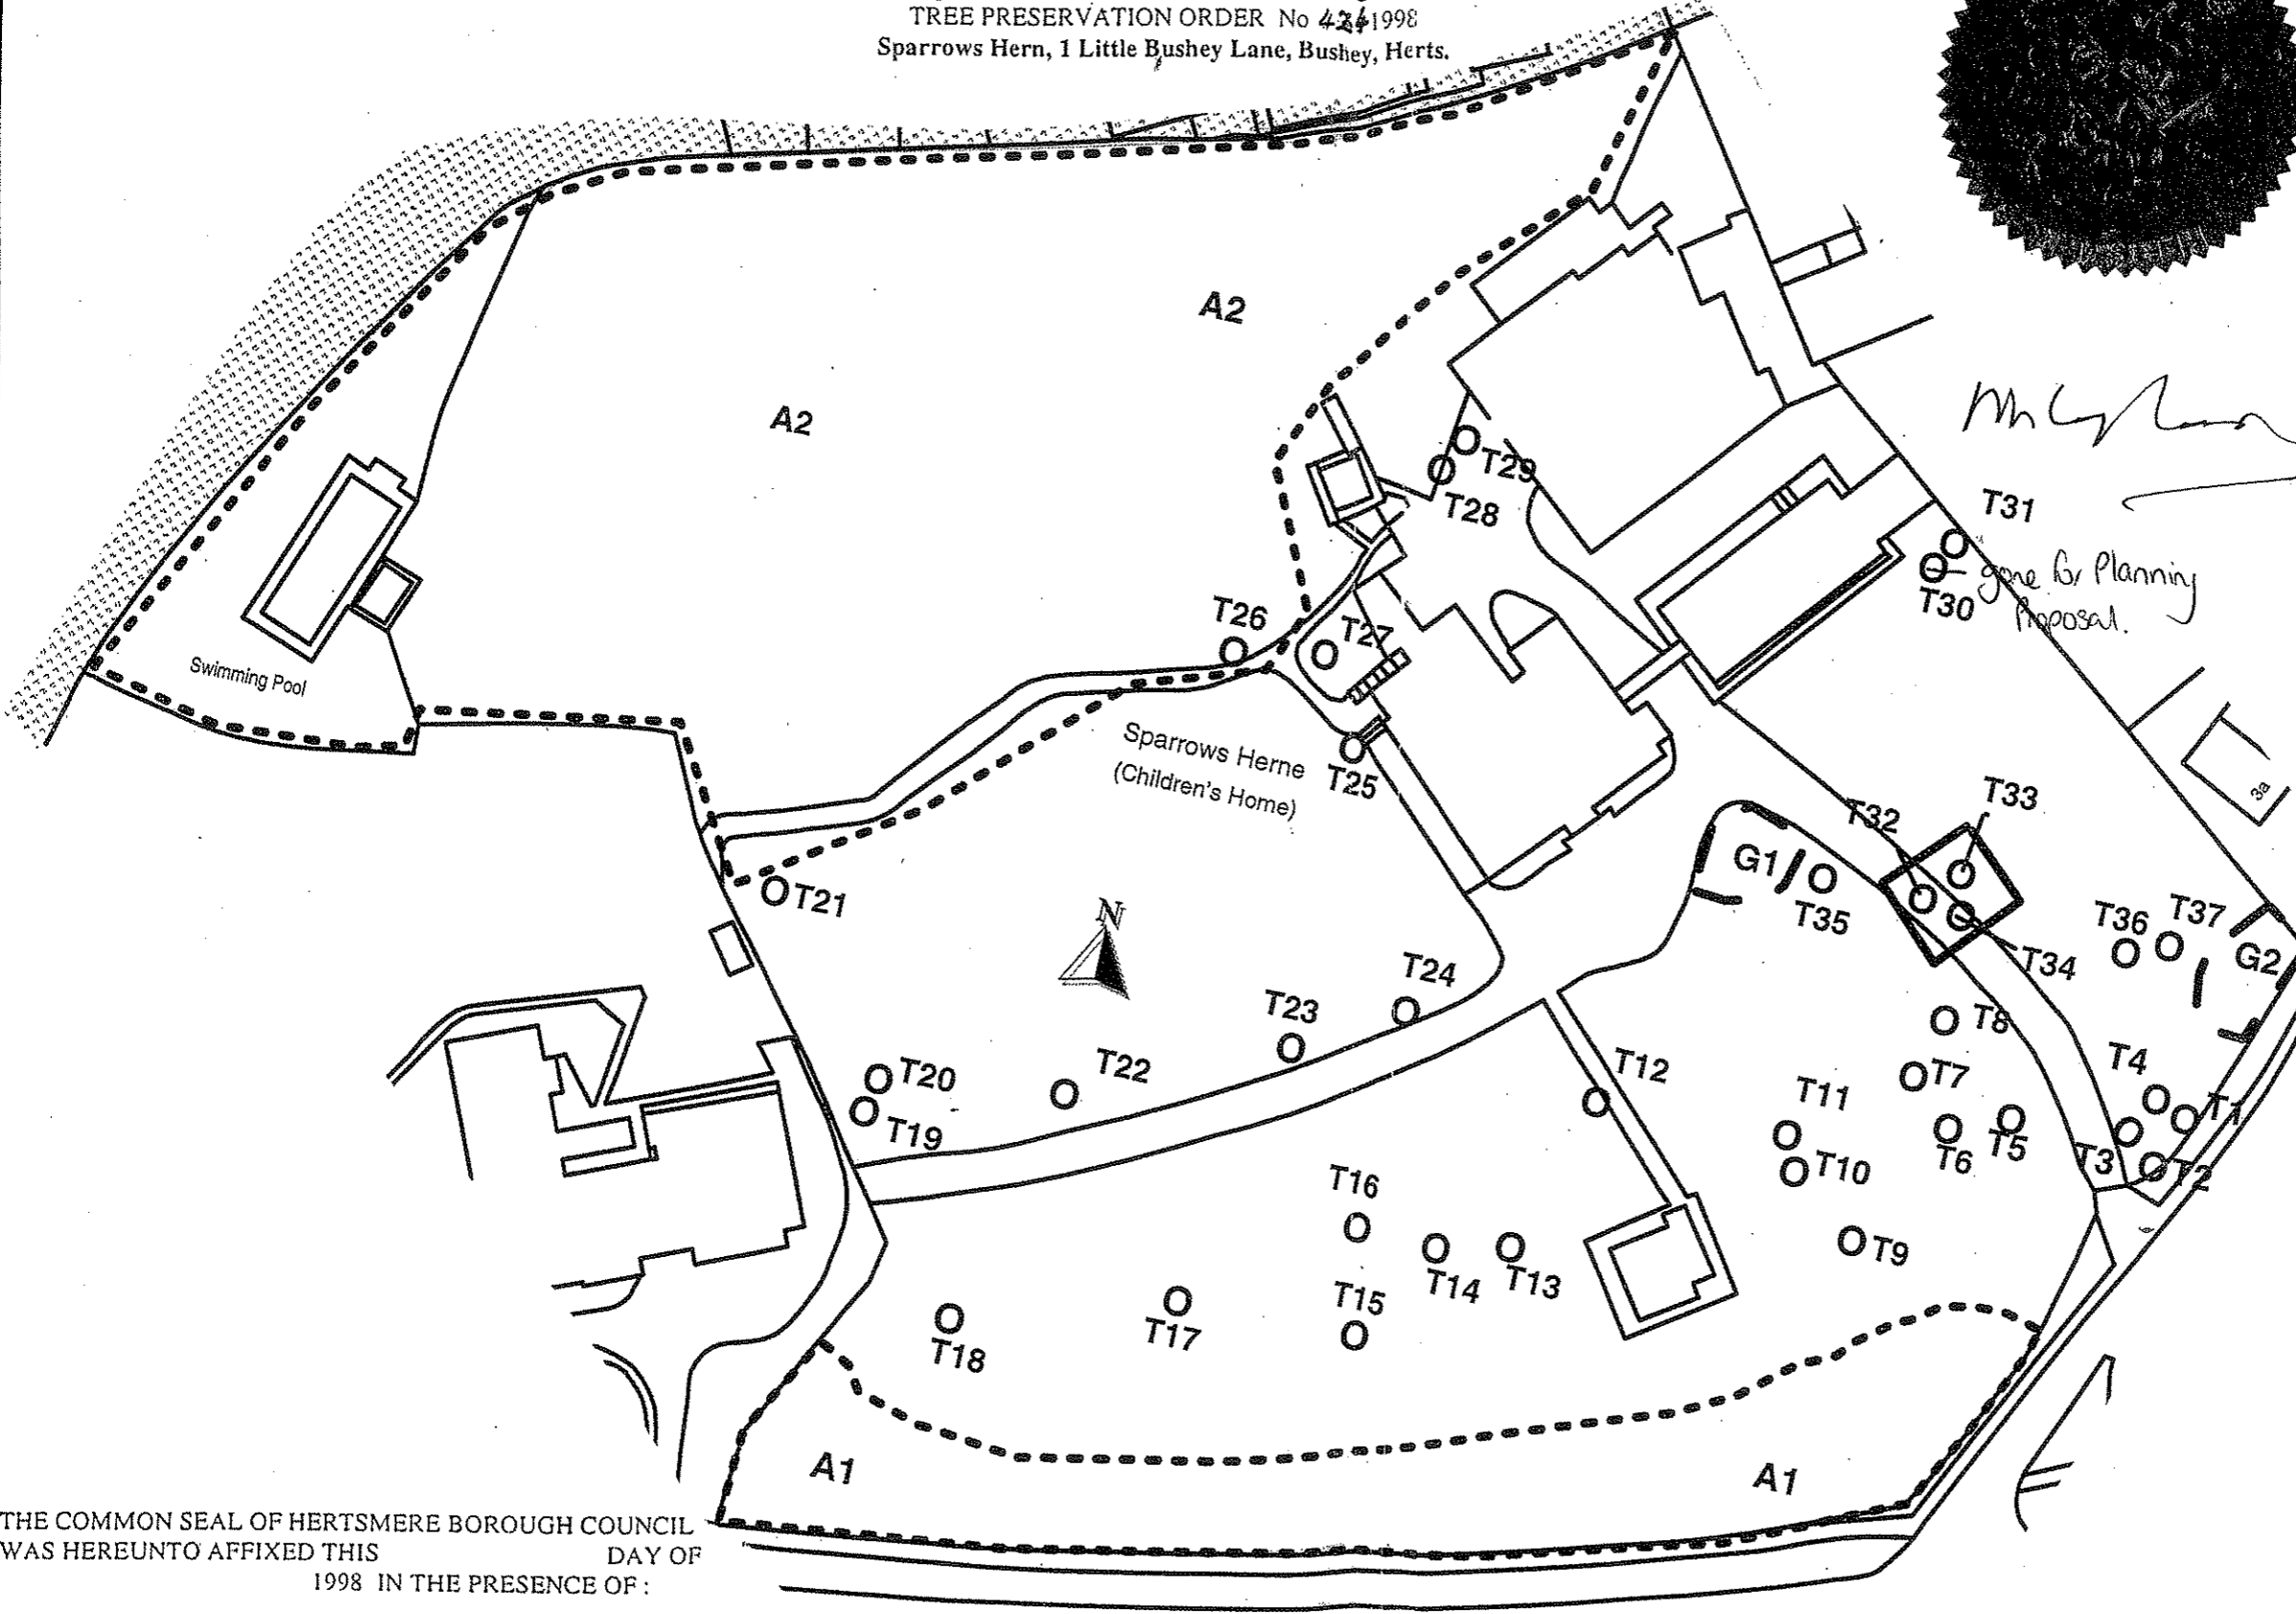 TREE PRESERVATION ORDER No 1998
Sparrows Hern, 1 Little Bushey Lane, Bushey, Herts.
A2
A2
T29
T28
T31
gone for Planning
Proposal.
T30
T26
T27
Swimming Pool
Sparrows Herne
(Children's Home)
T25
3a
T33
T32
G1
T35
T21
N
T36
T37
G2
T34
T24
T23
T8
T12
T22
T20
T19
T7
T11
T4
T1
T10
T6
T5
T3
T2
T16
T9
T14
T13
T15
T17
T18
A1
A1
THE COMMON SEAL OF HERTSMERE BOROUGH COUNCIL
WAS HEREUNTO AFFIXED THIS DAY OF
1998 IN THE PRESENCE OF :